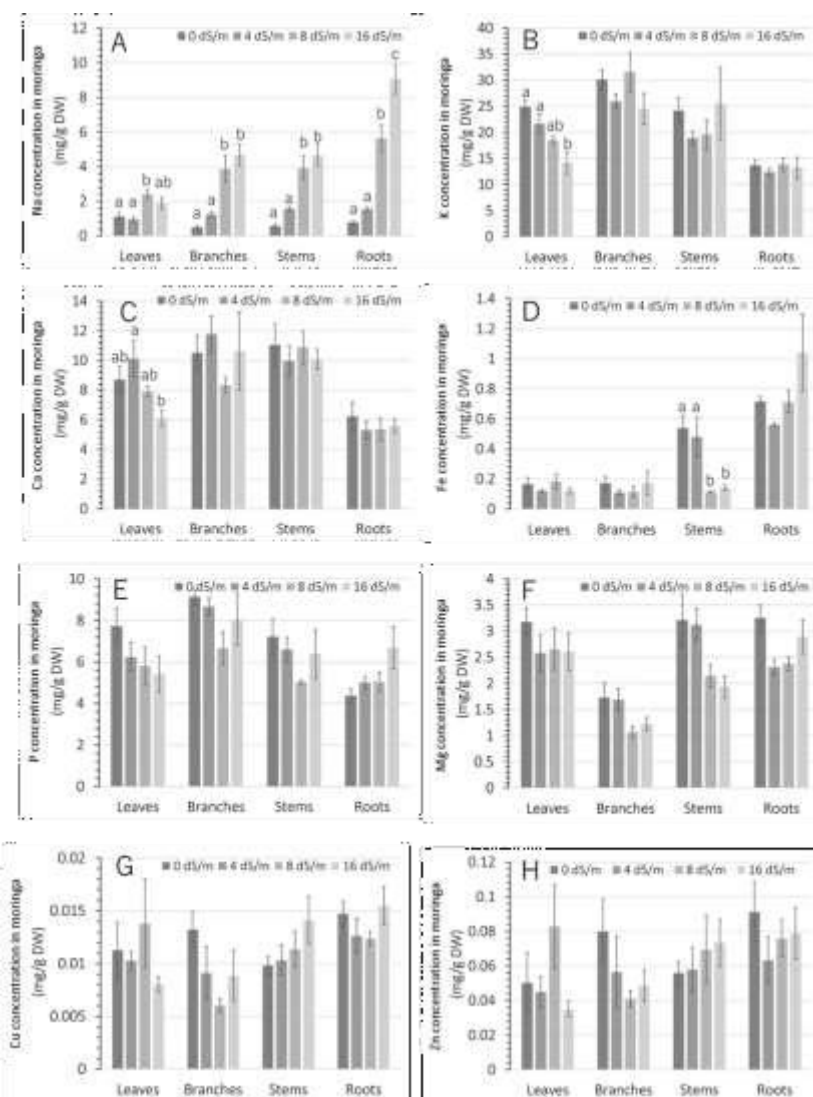 A
0 dS/m 4 dS/m 8 dS/m 16 dS/m
Na concentration in moringa
(mg/g DW)
12
10
8
6
4
2
0
a a b ab
a a b b
a a b b
a a b c
Leaves Branches Stems Roots
B
0 dS/m 4 dS/m 8 dS/m 16 dS/m
K concentration in moringa
(mg/g DW)
40
35
30
25
20
15
10
5
0
a a ab b
Leaves Branches Stems Roots
C
0 dS/m 4 dS/m 8 dS/m 16 dS/m
Ca concentration in moringa
(mg/g DW)
14
12
10
8
6
4
2
0
ab a ab b
Leaves Branches Stems Roots
D
0 dS/m 4 dS/m 8 dS/m 16 dS/m
Fe concentration in moringa
(mg/g DW)
1.4
1.2
1
0.8
0.6
0.4
0.2
0
a a b b
Leaves Branches Stems Roots
E
0 dS/m 4 dS/m 8 dS/m 16 dS/m
P concentration in moringa
(mg/g DW)
10
8
6
4
2
0
Leaves Branches Stems Roots
F
0 dS/m 4 dS/m 8 dS/m 16 dS/m
Mg concentration in moringa
(mg/g DW)
4
3.5
3
2.5
2
1.5
1
0.5
0
Leaves Branches Stems Roots
G
0 dS/m 4 dS/m 8 dS/m 16 dS/m
Cu concentration in moringa
(mg/g DW)
0.02
0.015
0.01
0.005
0
Leaves Branches Stems Roots
H
0 dS/m 4 dS/m 8 dS/m 16 dS/m
Zn concentration in moringa
(mg/g DW)
0.12
0.1
0.08
0.06
0.04
0.02
0
Leaves Branches Stems Roots